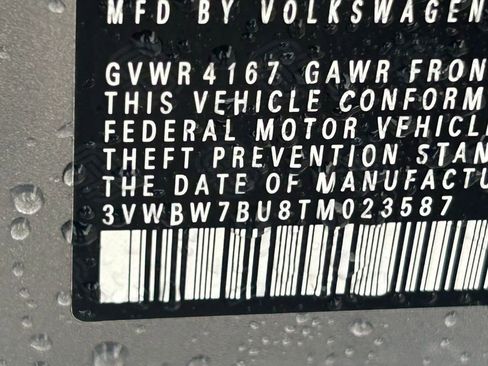 MFD BY VOLKSWAGEN
GVWR 4167 GAWR FRON
THIS VEHICLE CONFORM
FEDERAL MOTOR VEHICLE
THEFT PREVENTION STAN
THE DATE OF MANUFACTU
3VWBW7BU8TM023587